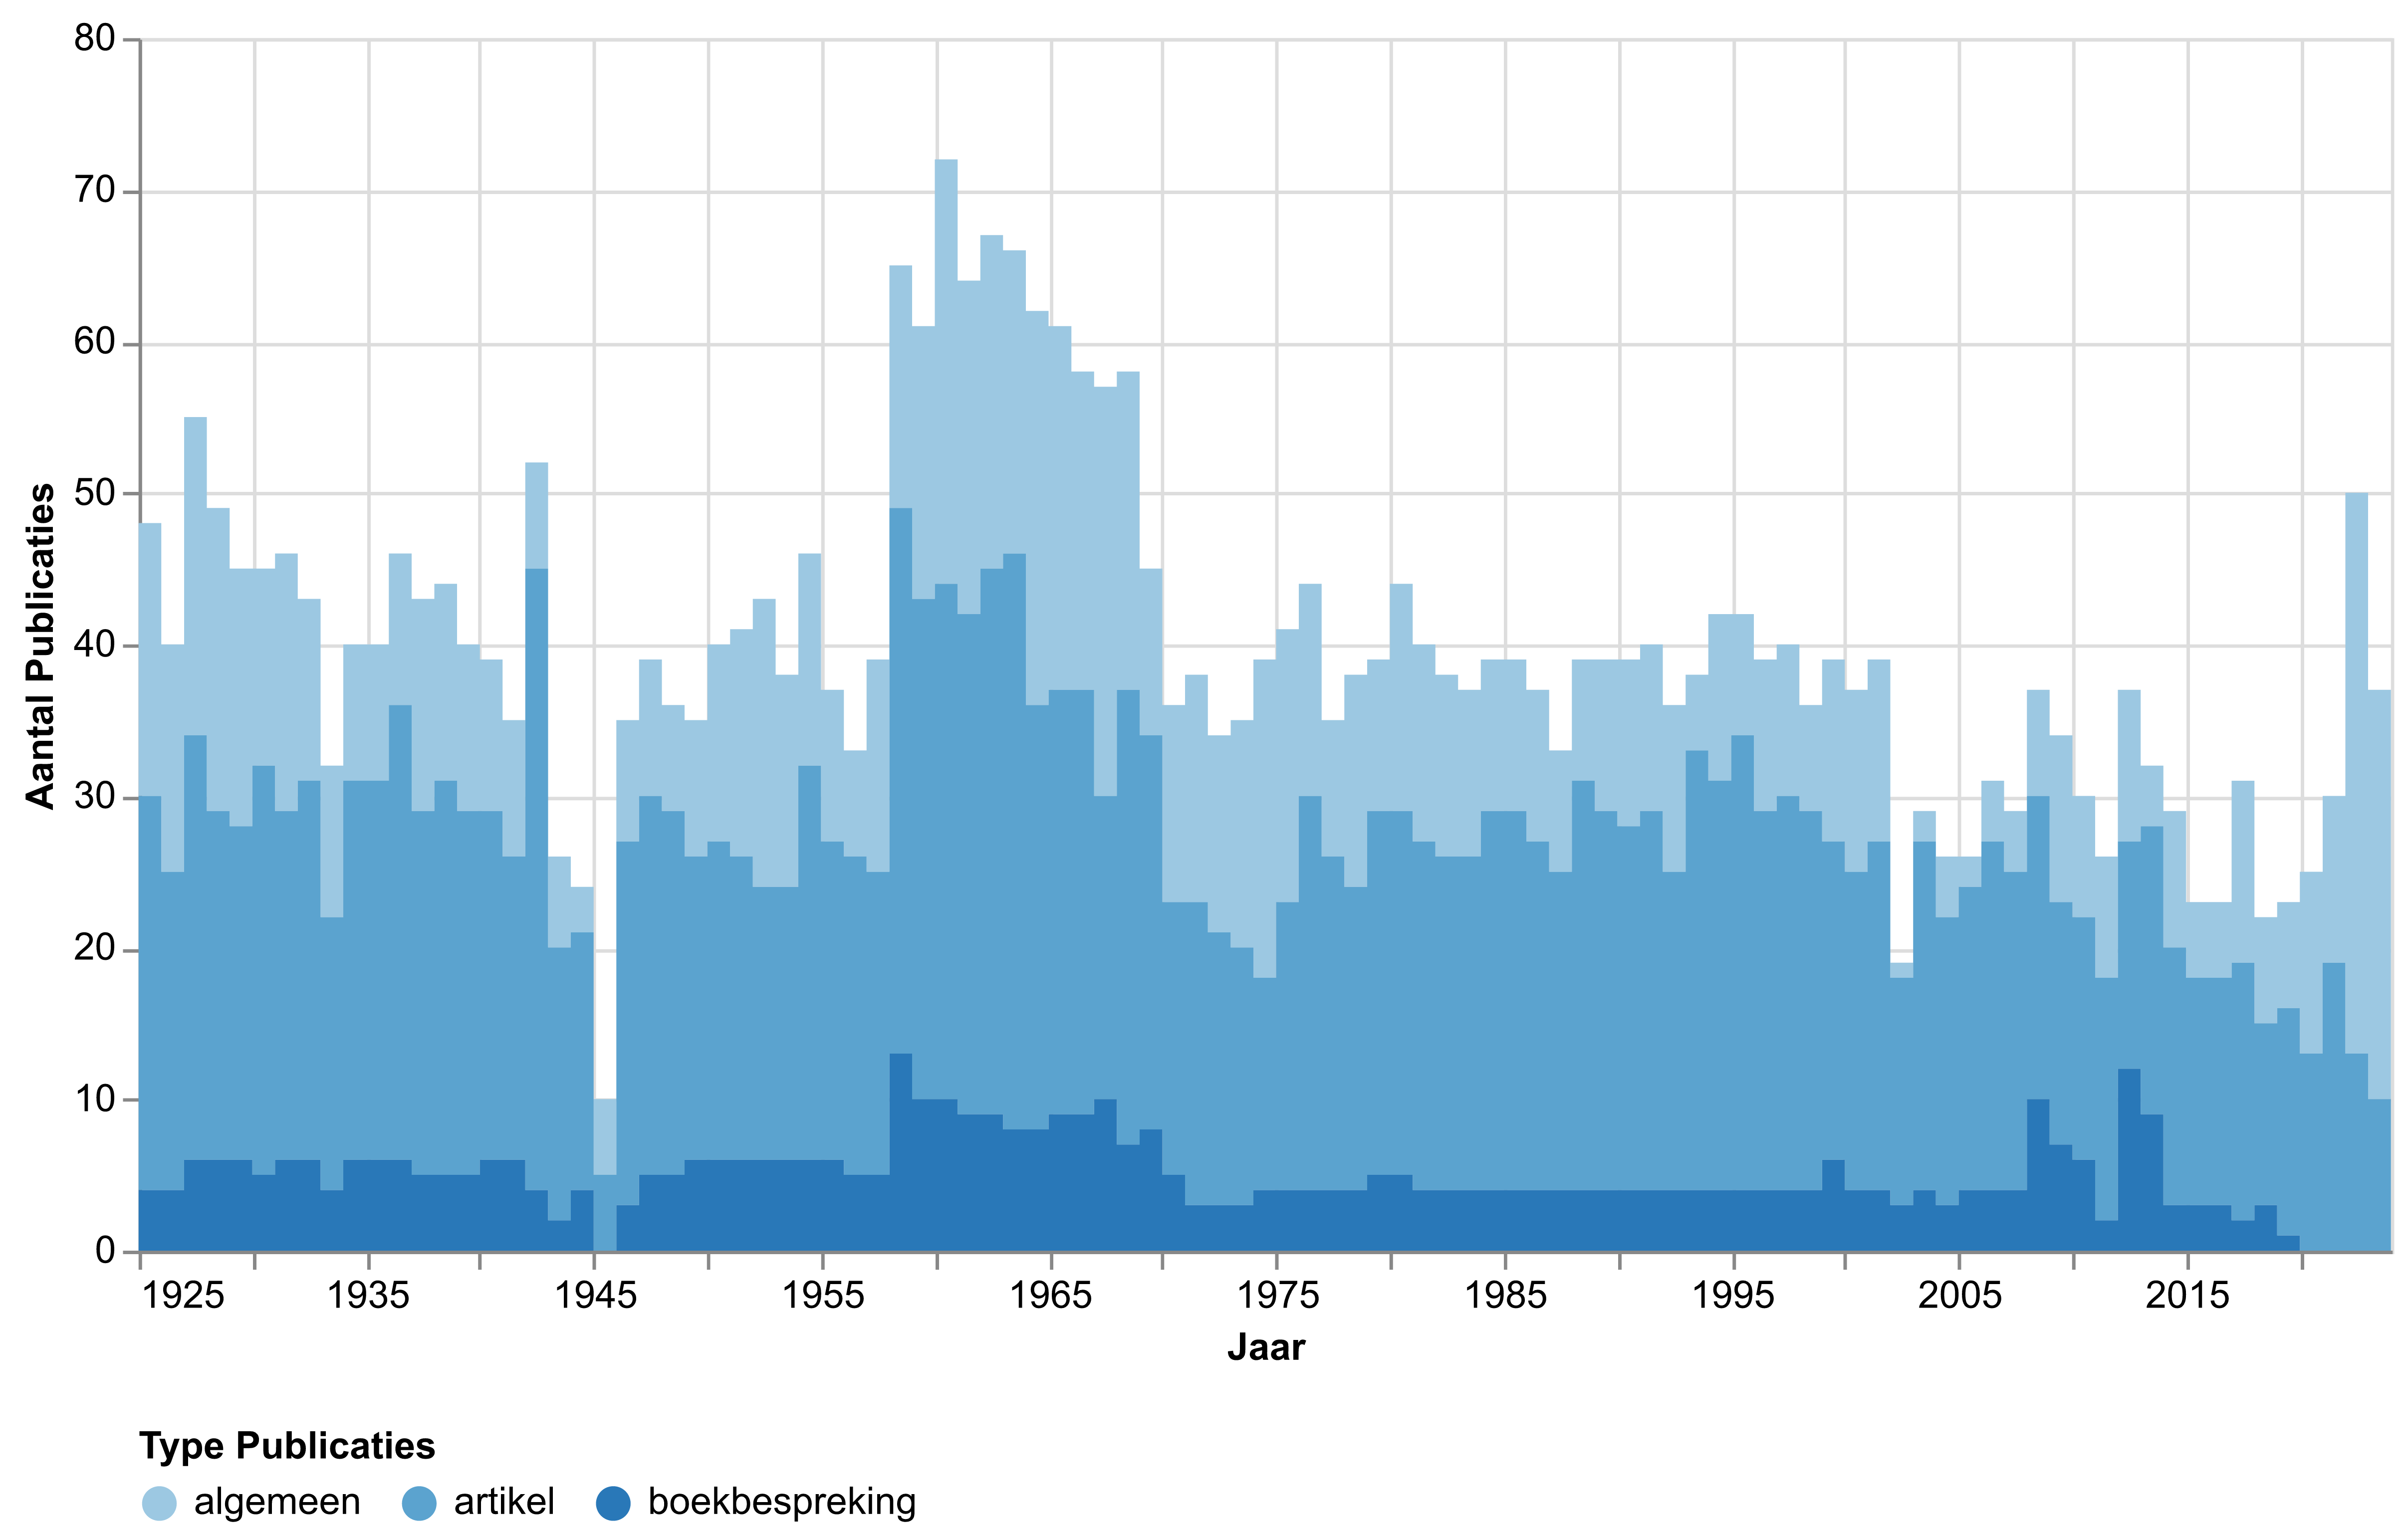 80
70
60
50
40
30
20
10
0
Aantal Publicaties
1925 1935 1945 1955 1965 1975 1985 1995 2005 2015
Jaar
Type Publicaties
algemeen artikel boekbespreking